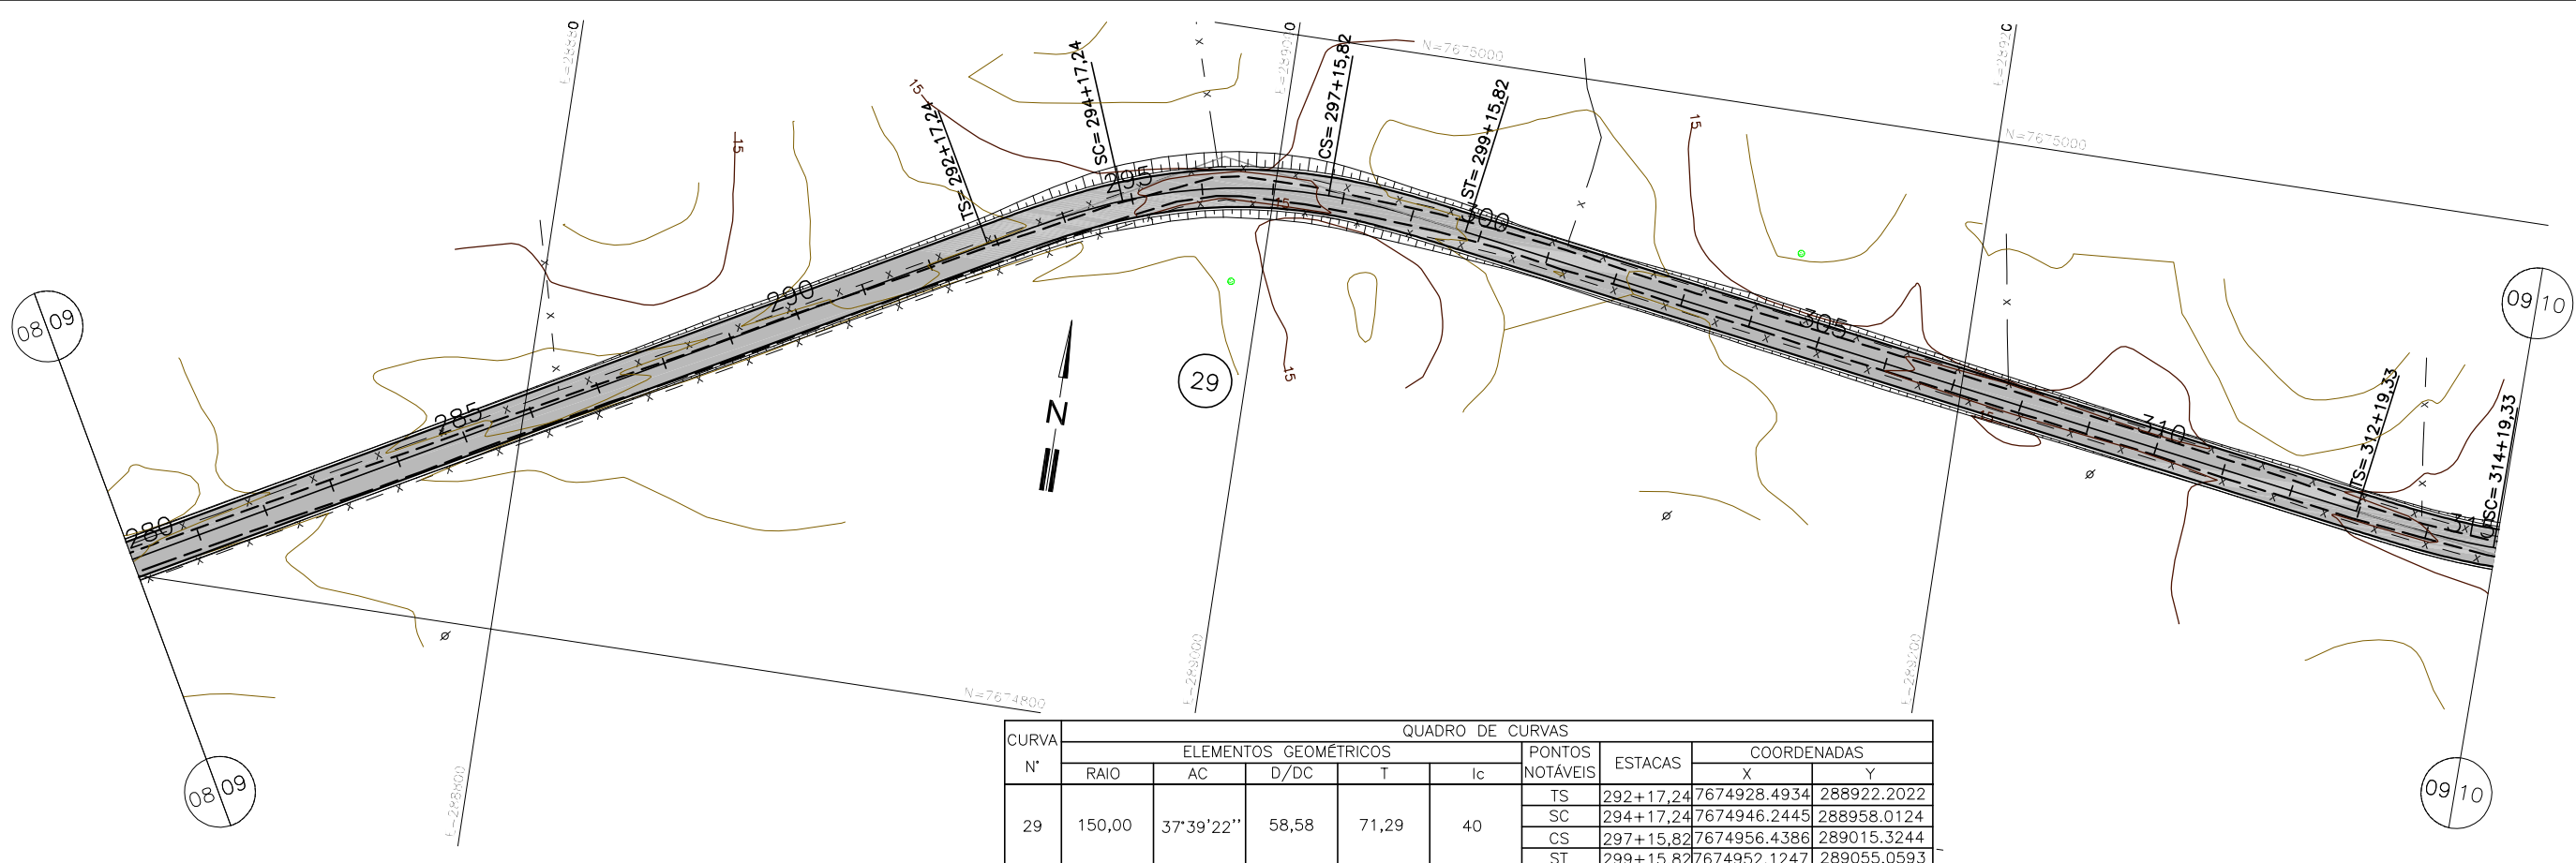 N=7675000
N=7675000
TS= 292+17,24
SC= 294+17,24
CS= 297+15,82
ST= 299+15,82
TS= 312+19,33
SC= 314+19,33
15
15
15
15
15
280
285
290
295
305
310
08 09
08 09
09 10
09 10
N
29
N=7674800
E=289000
E=289200
E=288800
QUADRO DE CURVAS
CURVA N°
ELEMENTOS GEOMÉTRICOS
PONTOS NOTÁVEIS
ESTACAS
COORDENADAS
RAIO AC D/DC T Ic X Y
29 150,00 37°39'22'' 58,58 71,29 40
TS 292+17,24 7674928.4934 288922.2022
SC 294+17,24 7674946.2445 288958.0124
CS 297+15,82 7674956.4386 289015.3244
ST 299+15,82 7674952.1247 289055.0593